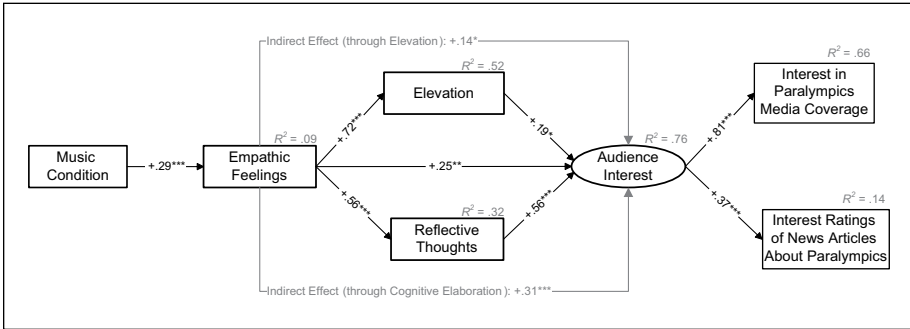 Indirect Effect (through Elevation): +.14*
R² = .52
Elevation
R² = .66
Interest in
Paralympics
Media Coverage
+.72***
+.19*
+.81***
R² = .09
R² = .76
Music
Condition
+.29***
Empathic
Feelings
+.25**
Audience
Interest
+.56***
R² = .32
+.56***
+.37***
R² = .14
Reflective
Thoughts
Interest Ratings
of News Articles
About Paralympics
Indirect Effect (through Cognitive Elaboration): +.31***